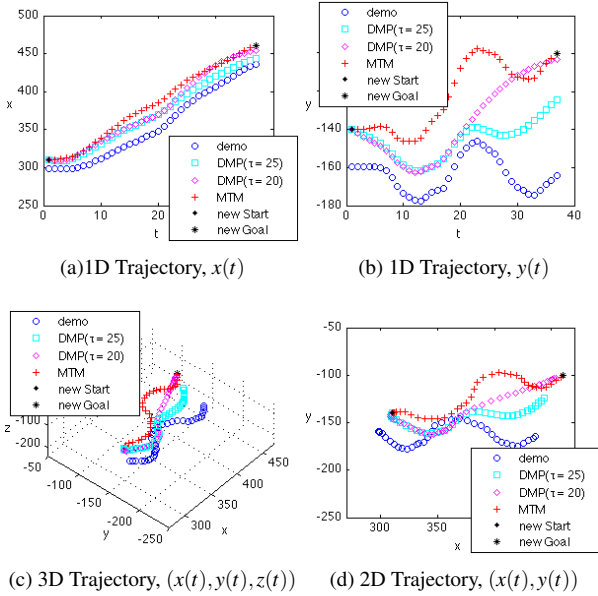 500
450
400
350
300
250
x
0
10
20
t
demo
DMP(τ = 25)
DMP(τ = 20)
MTM
new Start
new Goal
(a)1D Trajectory, x(t)
demo
DMP(τ = 25)
DMP(τ = 20)
MTM
new Start
new Goal
y
-140
-160
-180
0
10
20
30
40
t
(b) 1D Trajectory, y(t)
demo
DMP(τ = 25)
DMP(τ = 20)
MTM
new Start
new Goal
z
-100
-200
-50
-100
-150
-200
-250
y
300
350
400
450
x
(c) 3D Trajectory, (x(t), y(t), z(t))
-50
-100
-150
-200
-250
y
300
350
x
demo
DMP(τ = 25)
DMP(τ = 20)
MTM
new Start
new Goal
(d) 2D Trajectory, (x(t), y(t))